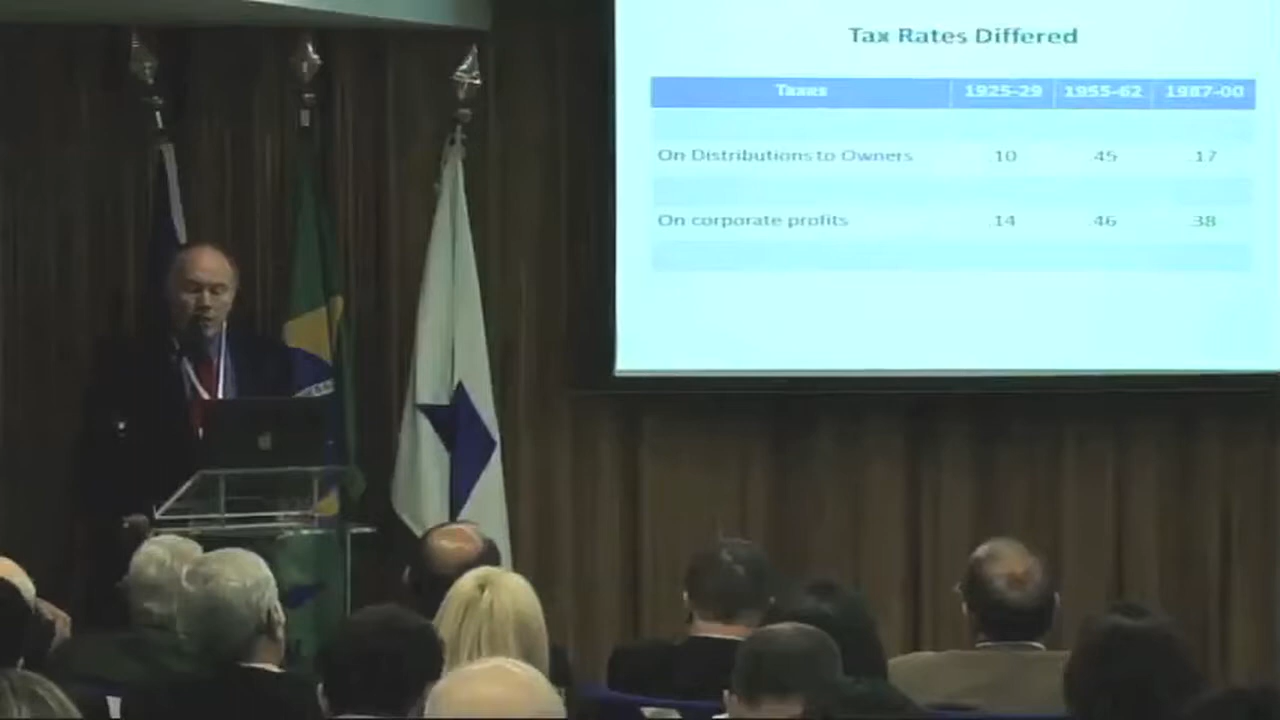 Tax Rates Differed
Taxes 1925-29 1955-62 1987-00
On Distributions to Owners 10 45 17
On corporate profits 14 46 38